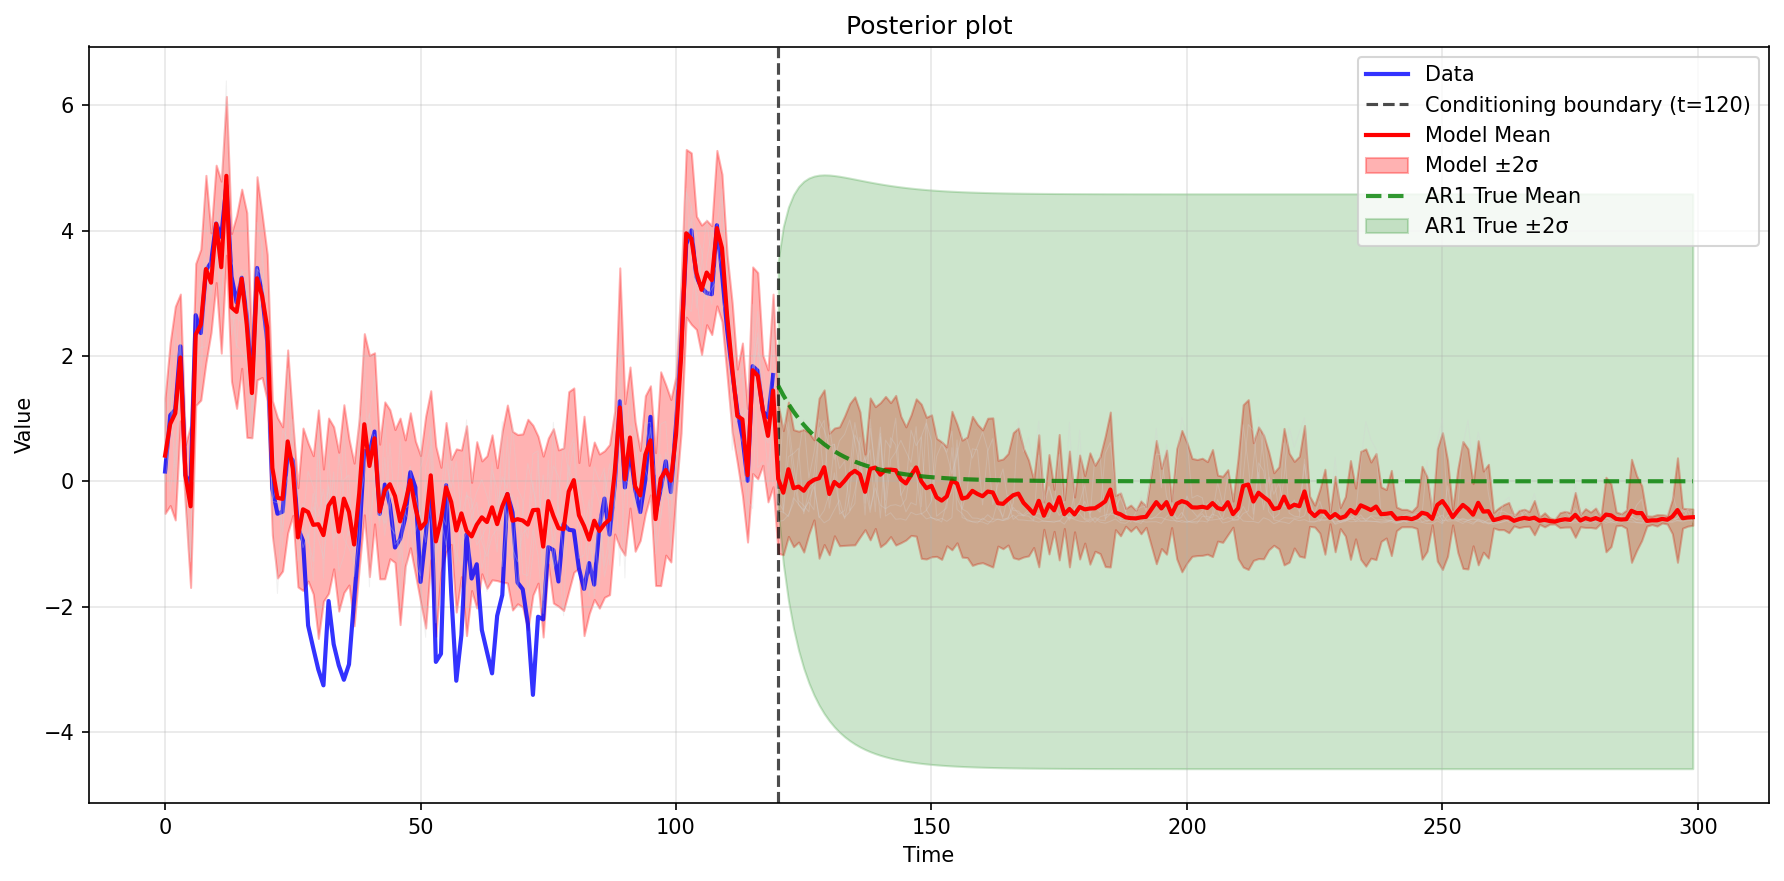 Posterior plot
Data
Conditioning boundary (t=120)
Model Mean
Model ±2σ
AR1 True Mean
AR1 True ±2σ
Value
6
4
2
0
−2
−4
0
50
100
150
200
250
300
Time